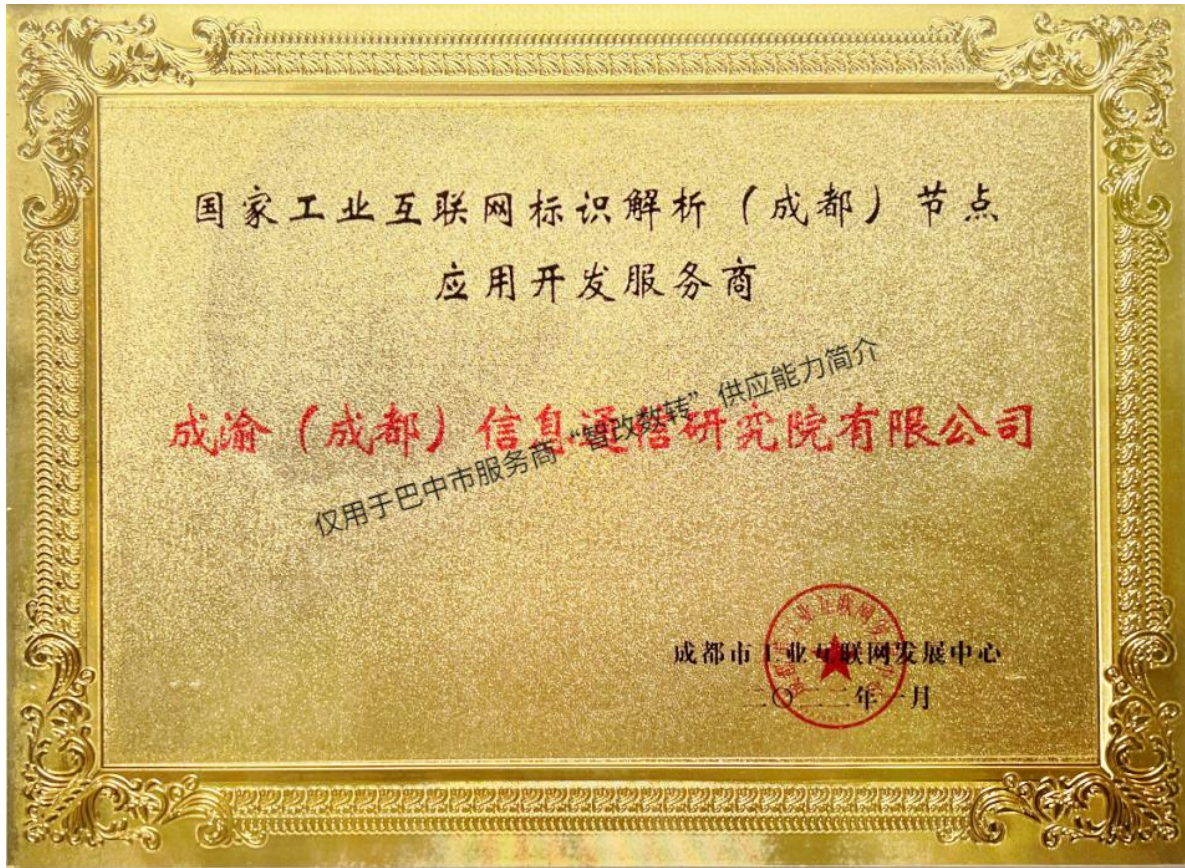 国家工业互联网标识解析（成都）节点
应用开发服务商
成渝（成都）信息通信研究院有限公司
仅用于巴中市服务商“智改数转”供应能力简介
成都市工业互联网发展中心
二〇二二年一月